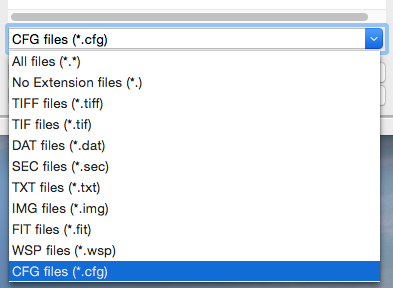 CFG files (*.cfg)
All files (*.*)
No Extension files (*.)
TIFF files (*.tiff)
TIF files (*.tif)
DAT files (*.dat)
SEC files (*.sec)
TXT files (*.txt)
IMG files (*.img)
FIT files (*.fit)
WSP files (*.wsp)
CFG files (*.cfg)